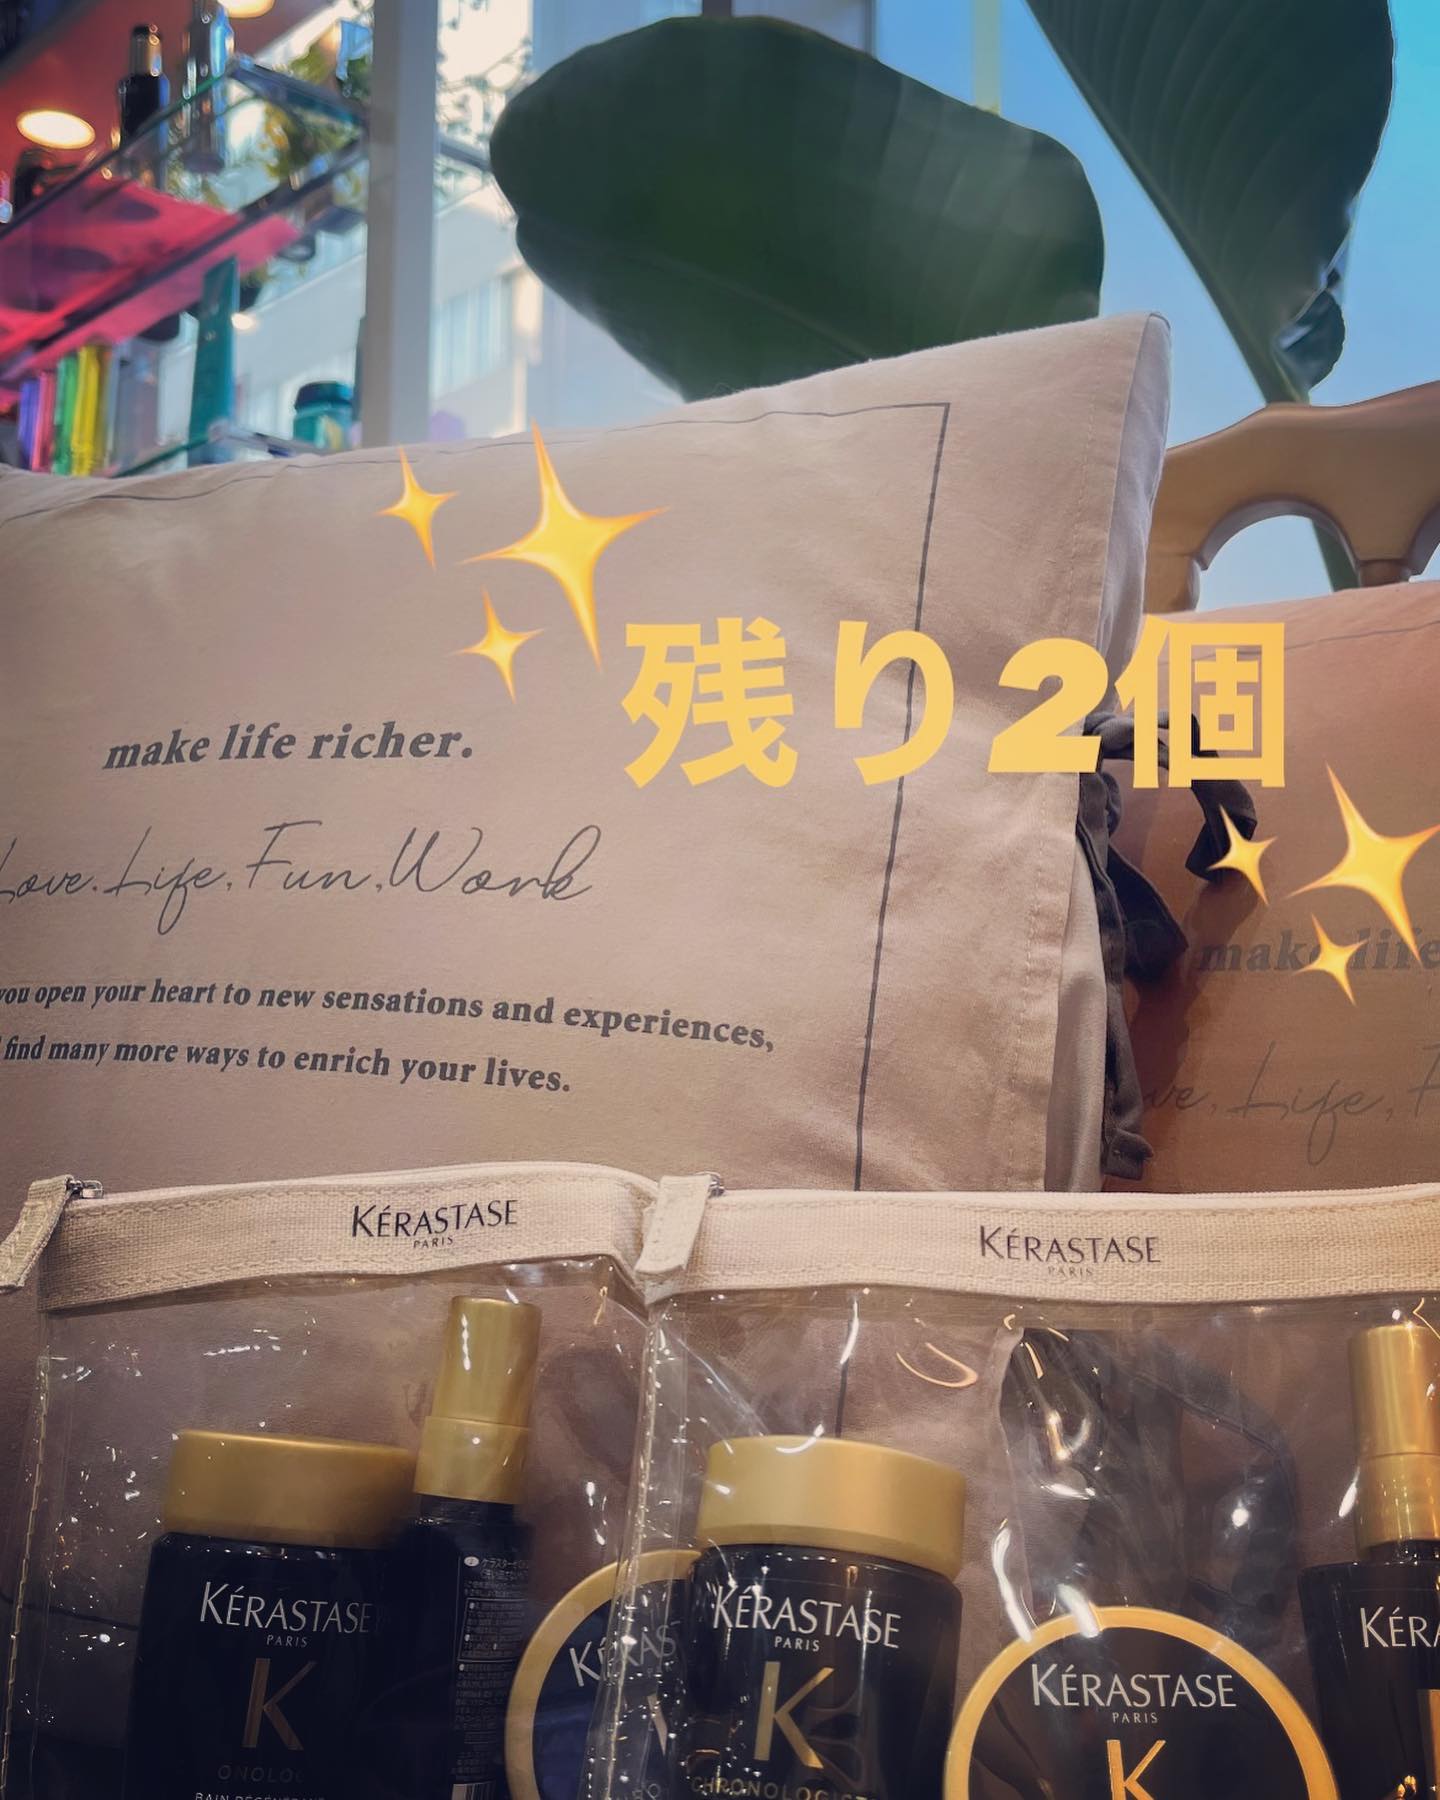 残り2個
make life richer.
Love.Life.Fun.Work
you open your heart to new sensations and experiences,
find many more ways to enrich your lives.
make life
Life.
KÉRASTASE
PARIS
KÉRASTASE
PARIS
KÉRASTASE
PARIS
K
KÉRAS
KÉRASTASE
PARIS
K
CHRONOLOGIST
KÉRASTASE
PARIS
K
KÉRA